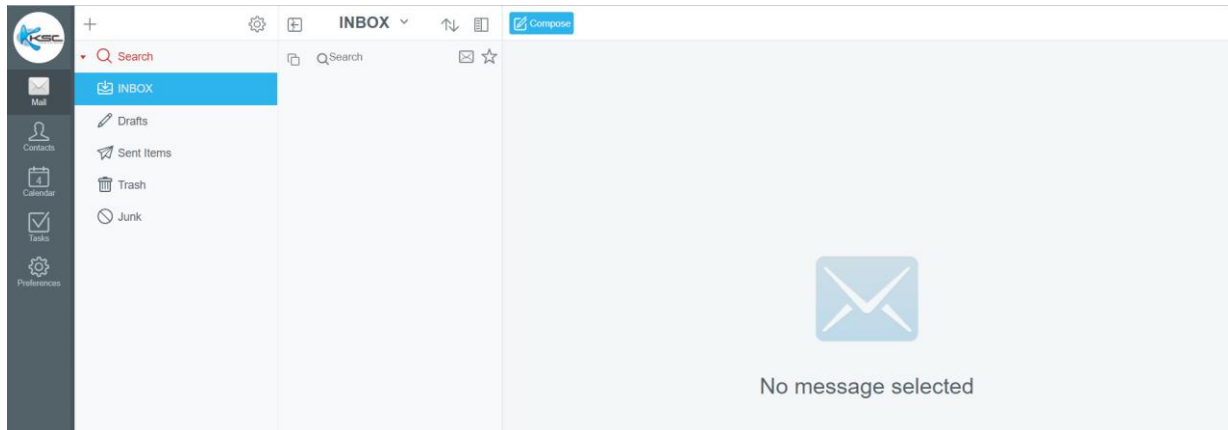 KSC
Mail
Contacts
4
Calendar
Tasks
Preferences
Search
INBOX
Drafts
Sent Items
Trash
Junk
INBOX
Search
Compose
No message selected